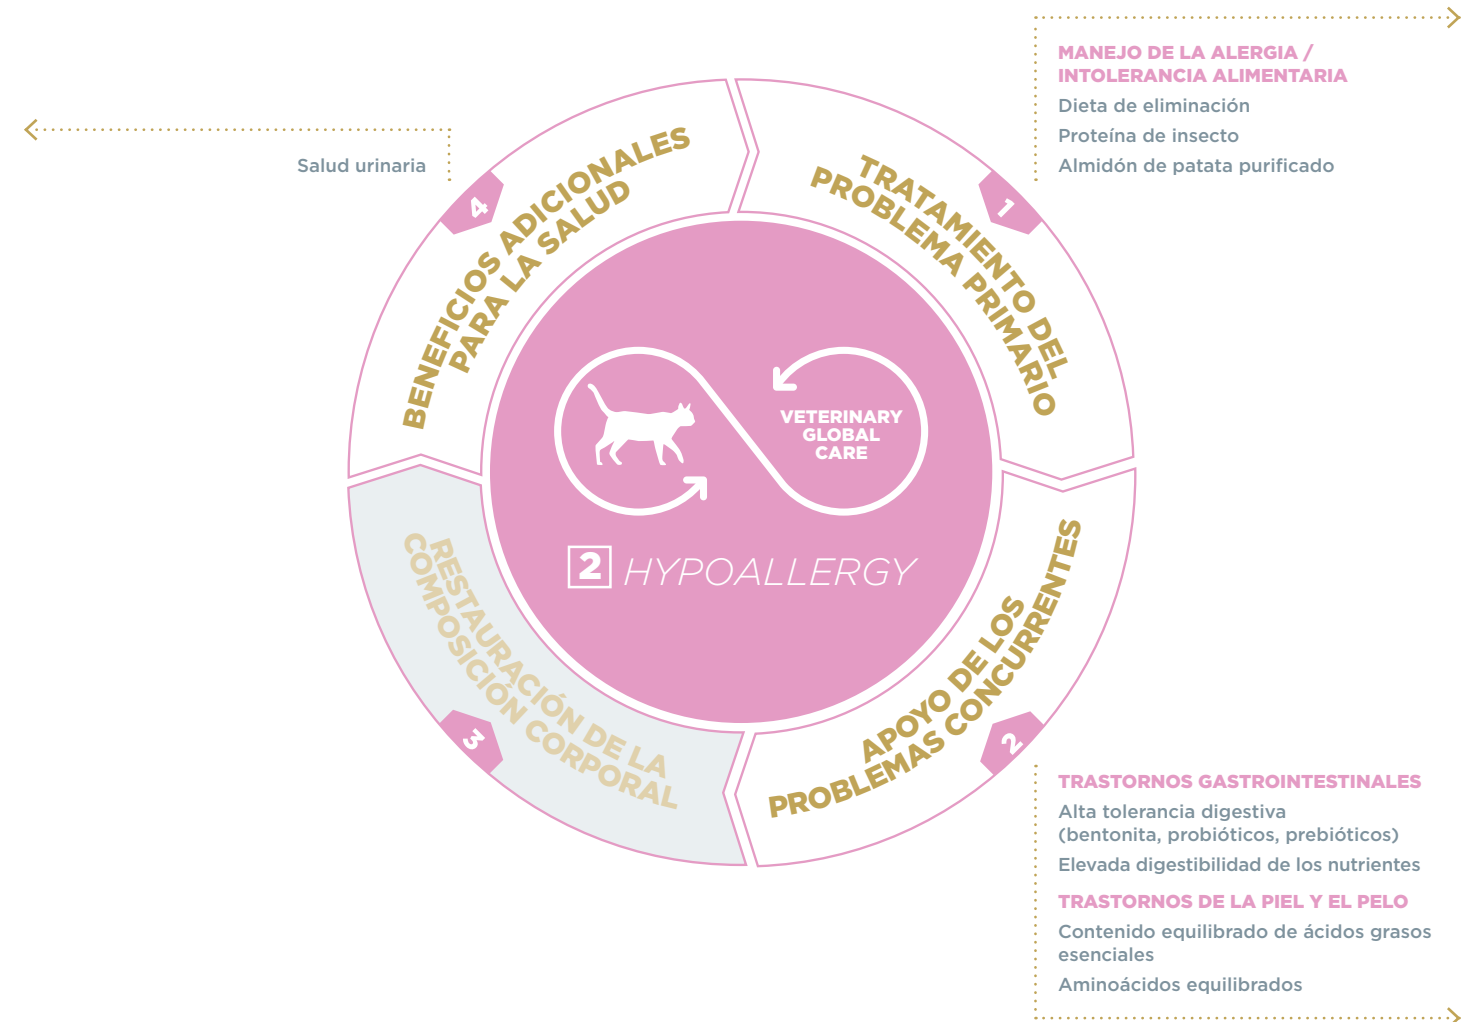 MANEJO DE LA ALERGIA /
INTOLERANCIA ALIMENTARIA
Dieta de eliminación
Proteína de insecto
Almidón de patata purificado
Salud urinaria
4
BENEFICIOS ADICIONALES
PARA LA SALUD
1
TRATAMIENTO DEL
PROBLEMA PRIMARIO
VETERINARY
GLOBAL
CARE
2 HYPOALLERGY
3
RESTAURACIÓN DE LA
COMPOSICIÓN CORPORAL
2
APOYO DE LOS
PROBLEMAS CONCURRENTES
TRASTORNOS GASTROINTESTINALES
Alta tolerancia digestiva
(bentonita, probióticos, prebióticos)
Elevada digestibilidad de los nutrientes
TRASTORNOS DE LA PIEL Y EL PELO
Contenido equilibrado de ácidos grasos
esenciales
Aminoácidos equilibrados